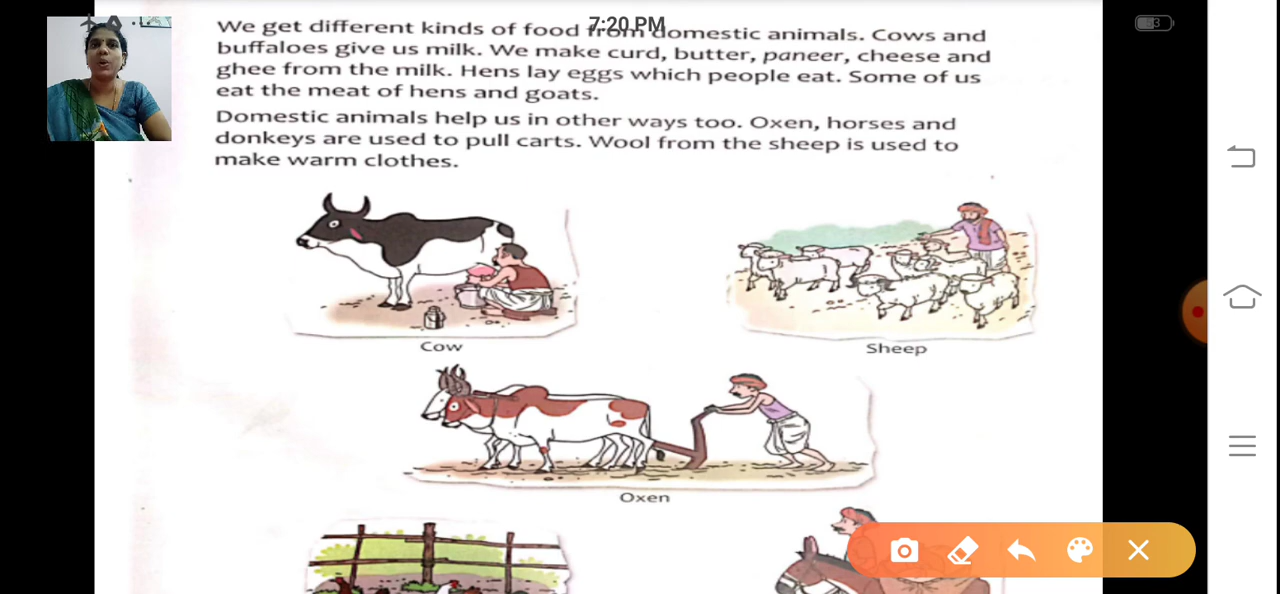 7:20 PM
53
We get different kinds of food from domestic animals. Cows and
buffaloes give us milk. We make curd, butter, paneer, cheese and
ghee from the milk. Hens lay eggs which people eat. Some of us
eat the meat of hens and goats.
Domestic animals help us in other ways too. Oxen, horses and
donkeys are used to pull carts. Wool from the sheep is used to
make warm clothes.
Cow
Sheep
Oxen